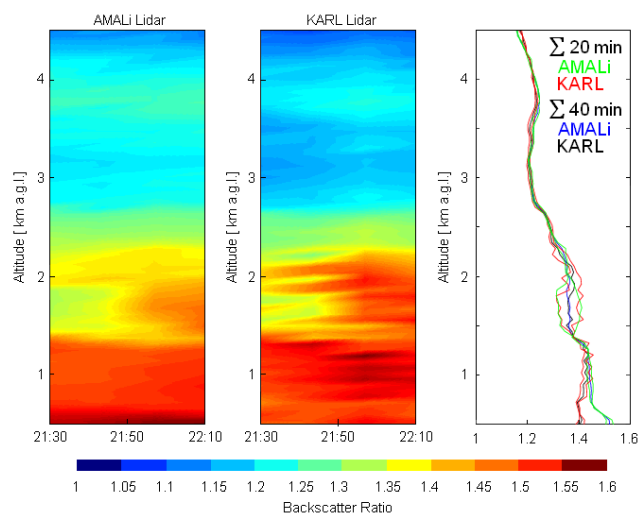 AMALi Lidar
KARL Lidar
Altitude [ km a.g.l.]
4
3
2
1
21:30 21:50 22:10
Altitude [ km a.g.l.]
4
3
2
1
21:30 21:50 22:10
Altitude [ km a.g.l.]
4
3
2
1
1 1.2 1.4 1.6
∑ 20 min
AMALi
KARL
∑ 40 min
AMALi
KARL
1 1.05 1.1 1.15 1.2 1.25 1.3 1.35 1.4 1.45 1.5 1.55 1.6
Backscatter Ratio